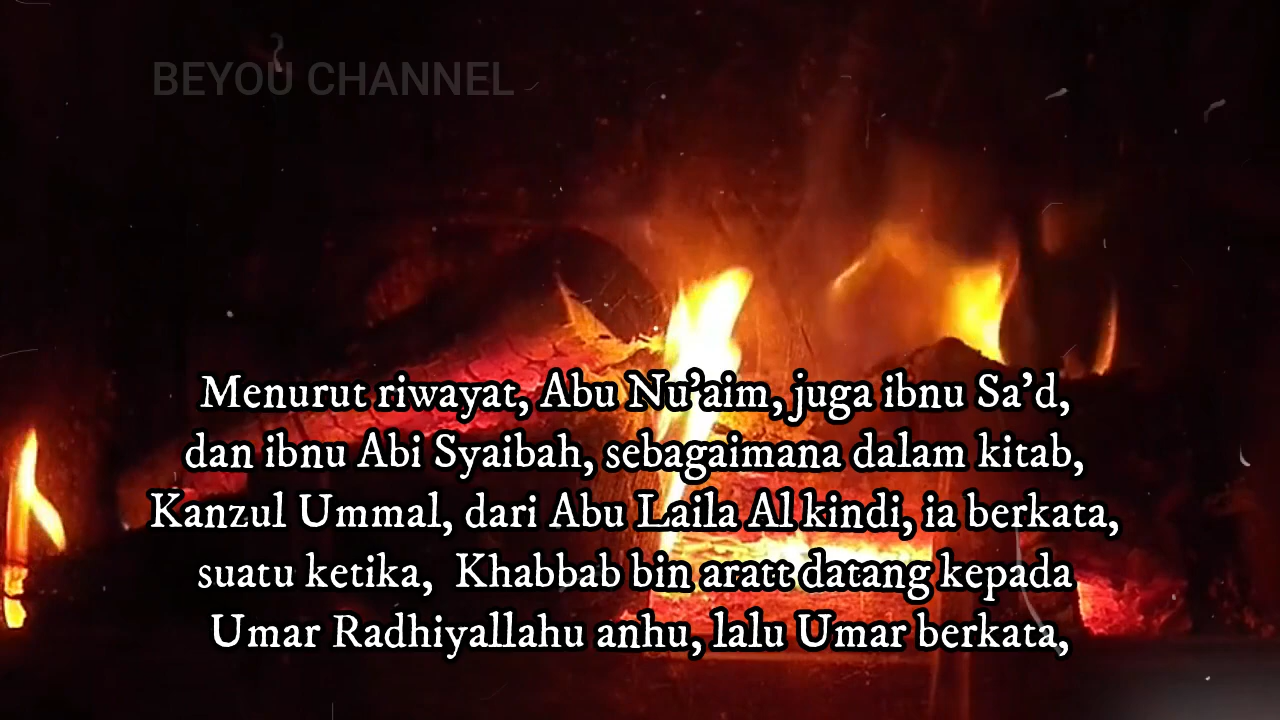 BEYOU CHANNEL
Menurut riwayat, Abu Nu'aim, juga ibnu Sa'd,
dan ibnu Abi Syaibah, sebagaimana dalam kitab,
Kanzul Ummal, dari Abu Laila Al kindi, ia berkata,
suatu ketika, Khabbab bin aratt datang kepada
Umar Radhiyallahu anhu, lalu Umar berkata,